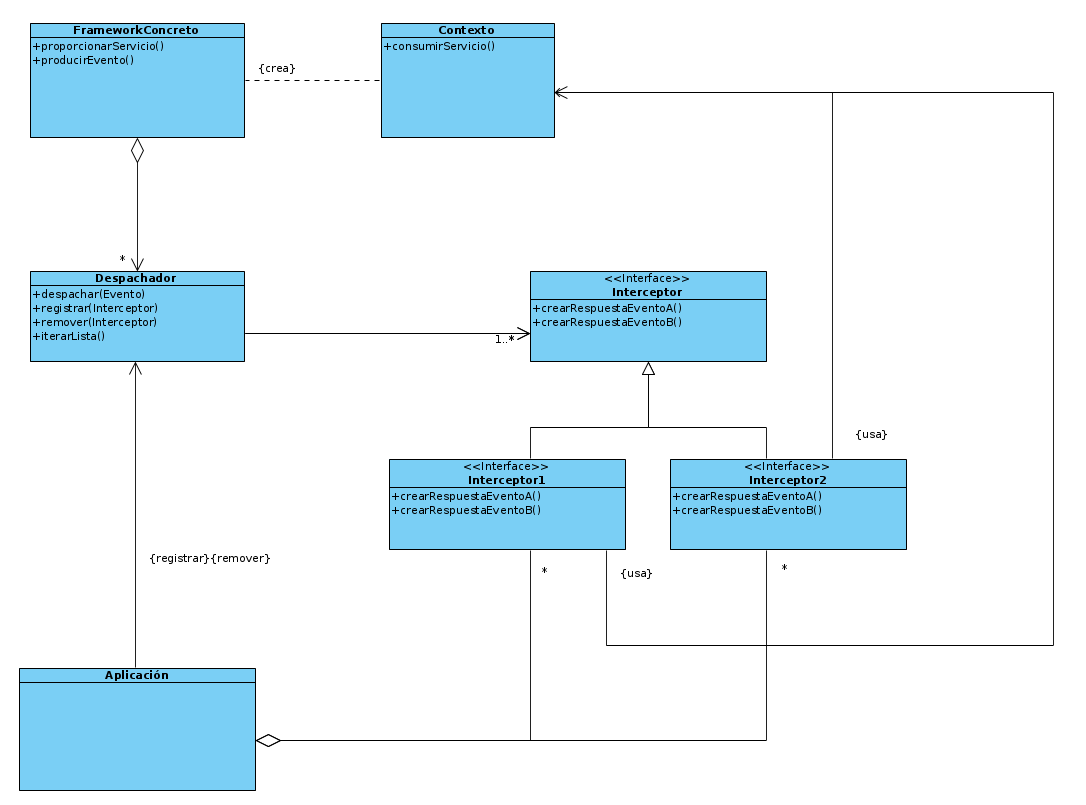 FrameworkConcreto
+proporcionarServicio()
+producirEvento()
{crea}
Contexto
+consumirServicio()
*
Despachador
+despachar(Evento)
+registrar(Interceptor)
+remover(Interceptor)
+iterarLista()
1..*
<<Interface>>
Interceptor
+crearRespuestaEventoA()
+crearRespuestaEventoB()
{usa}
<<Interface>>
Interceptor1
+crearRespuestaEventoA()
+crearRespuestaEventoB()
<<Interface>>
Interceptor2
+crearRespuestaEventoA()
+crearRespuestaEventoB()
{registrar}{remover}
*
{usa}
*
Aplicación